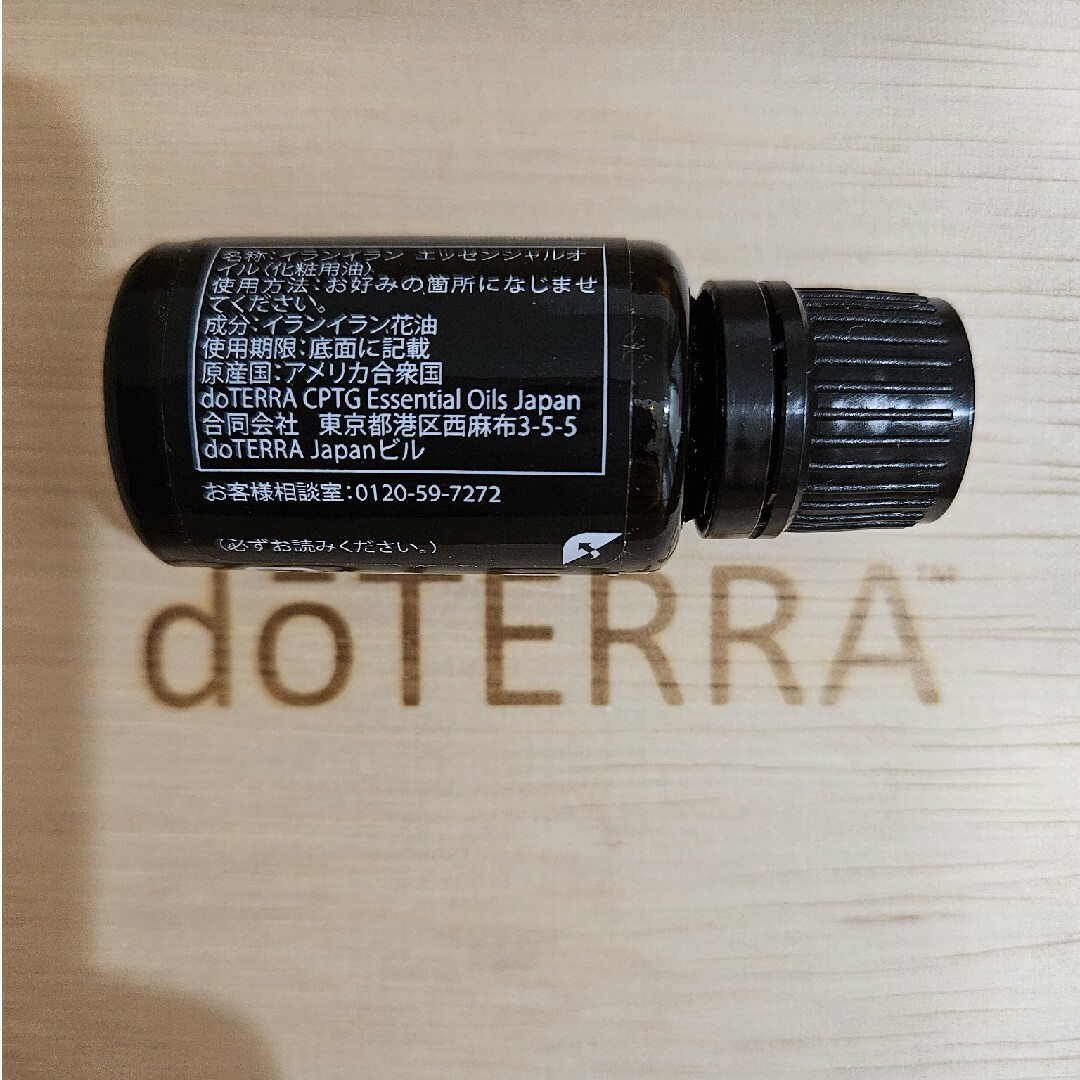 名称:イランイラン エッセンシャルオ
イル〈化粧用油〉
使用方法:お好みの箇所になじませ
てください。
成分:イランイラン花油
使用期限:底面に記載
原産国:アメリカ合衆国
doTERRA CPTG Essential Oils Japan
合同会社 東京都港区西麻布3-5-5
doTERRA Japanビル
お客様相談室:0120-59-7272
(必ずお読みください。)
dōTERRA™